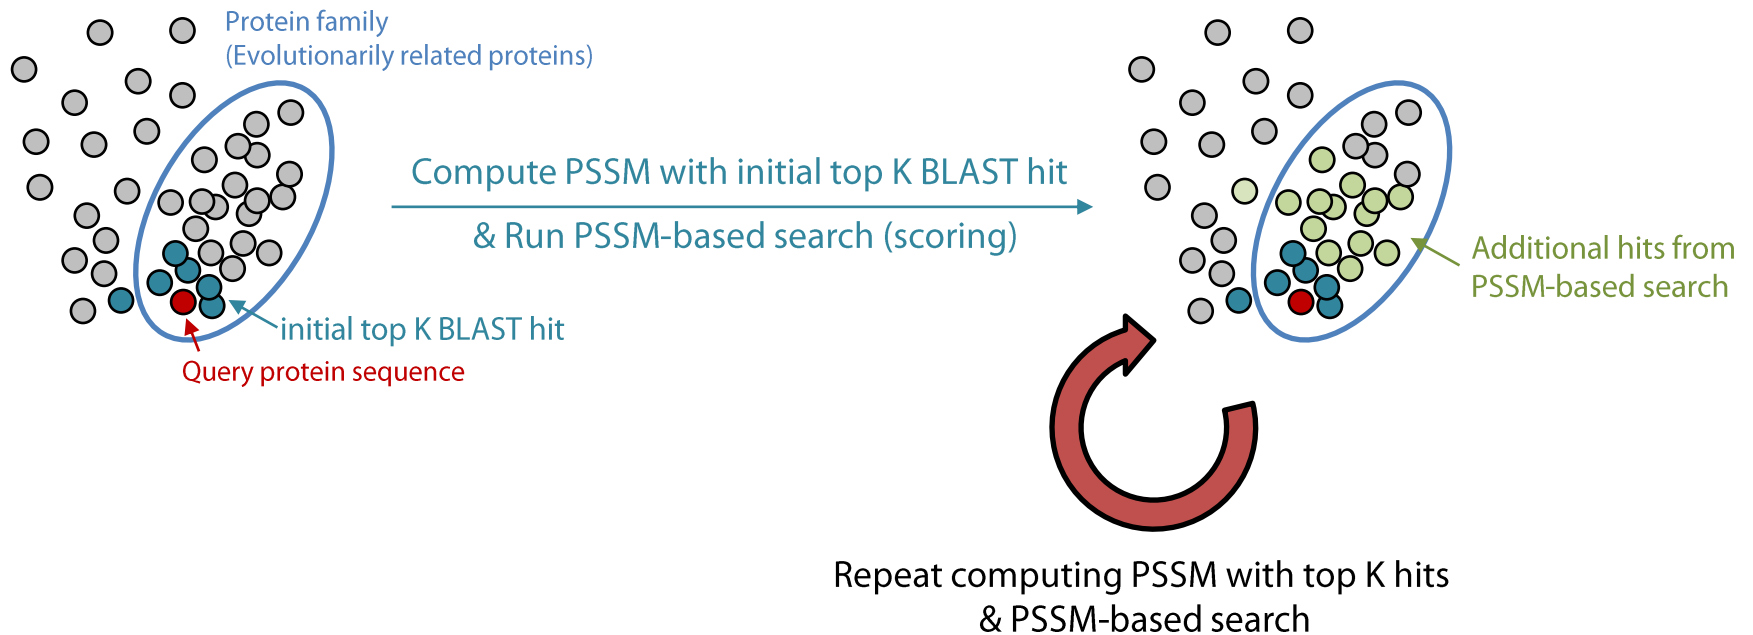 Protein family
(Evolutionarily related proteins)
Compute PSSM with initial top K BLAST hit
& Run PSSM-based search (scoring)
initial top K BLAST hit
Query protein sequence
Additional hits from
PSSM-based search
Repeat computing PSSM with top K hits
& PSSM-based search